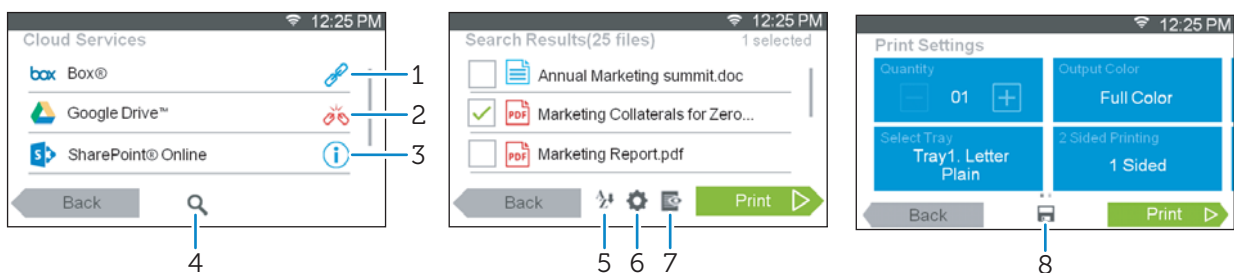 12:25 PM
Cloud Services
box Box®
1
Google Drive™
2
S SharePoint® Online
3
Back
4
12:25 PM
Search Results(25 files) 1 selected
Annual Marketing summit.doc
PDF Marketing Collaterals for Zero...
PDF Marketing Report.pdf
Back Print
5 6 7
12:25 PM
Print Settings
Quantity
01
Output Color
Full Color
Select Tray
Tray1. Letter
Plain
2 Sided Printing
1 Sided
Back Print
8